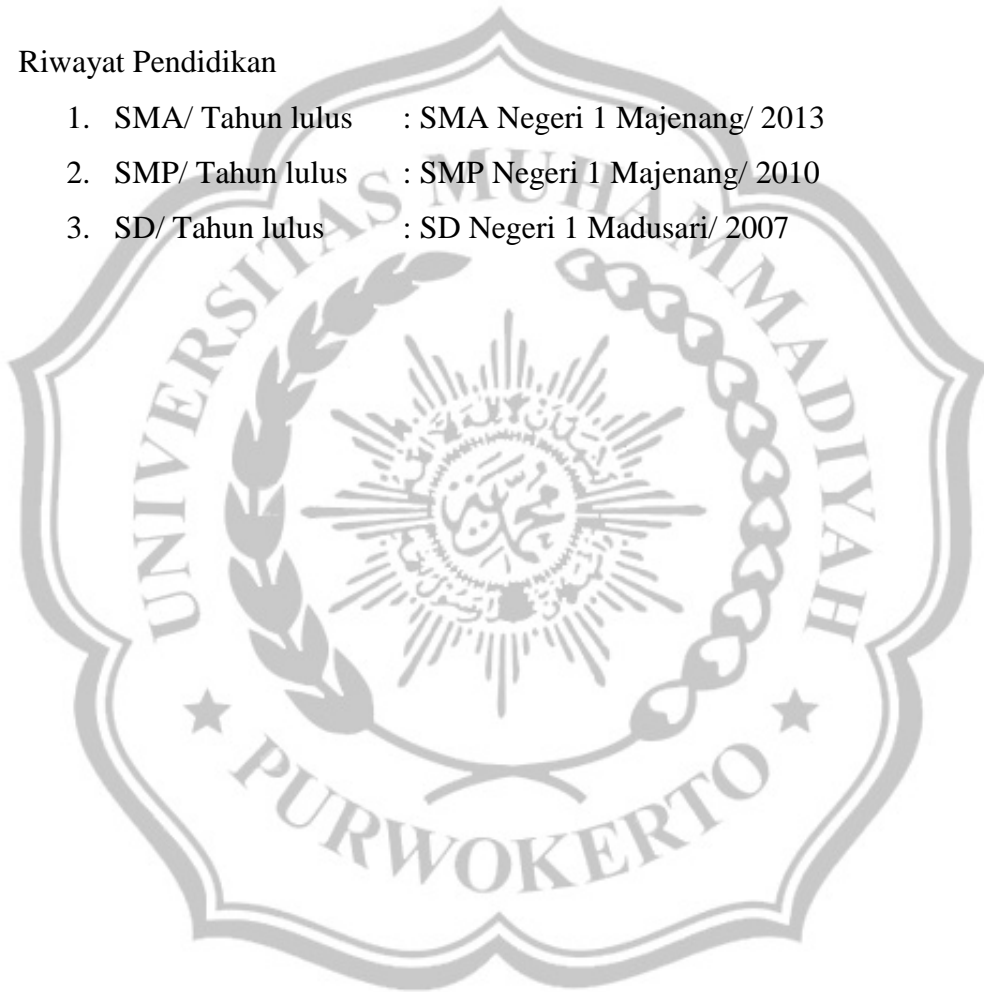 Riwayat Pendidikan
1. SMA/ Tahun lulus : SMA Negeri 1 Majenang/ 2013
2. SMP/ Tahun lulus : SMP Negeri 1 Majenang/ 2010
3. SD/ Tahun lulus : SD Negeri 1 Madusari/ 2007
UNIVERSITAS MUHAMMADIYAH
PURWOKERTO